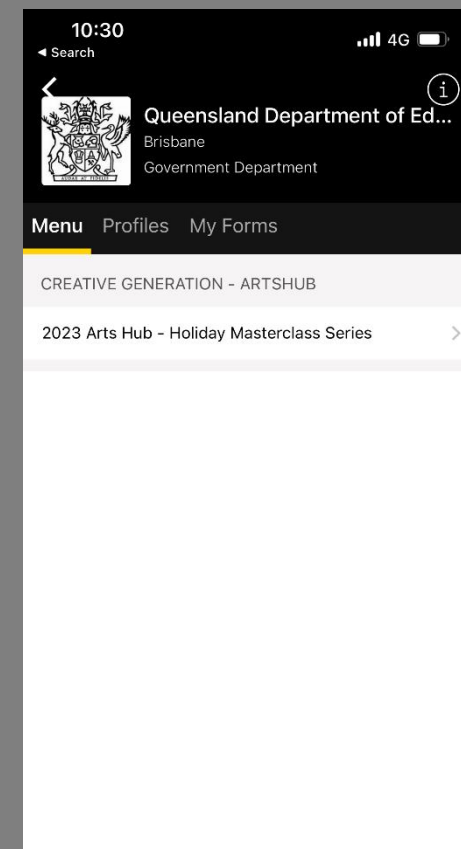 10:30
4G
◄ Search
Queensland Department of Ed...
Brisbane
Government Department
Menu Profiles My Forms
CREATIVE GENERATION - ARTSHUB
2023 Arts Hub - Holiday Masterclass Series